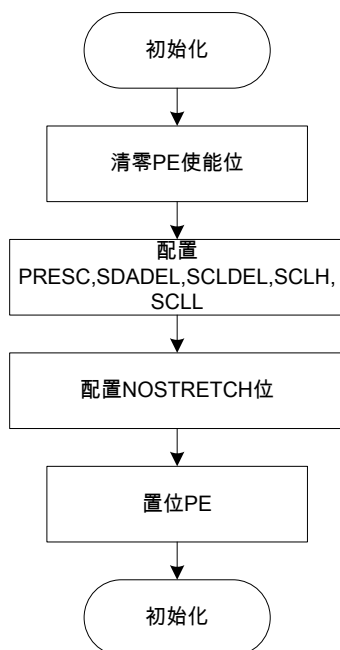 初始化
清零PE使能位
配置
PRESC,SDADEL,SCLDEL,SCLH,
SCLL
配置NOSTRETCH位
置位PE
初始化